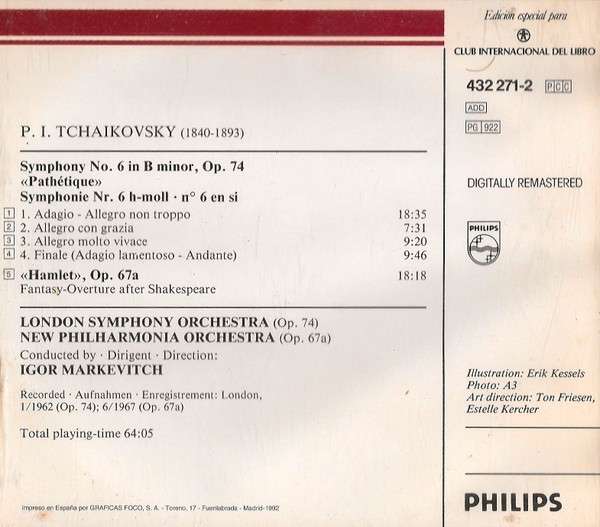 P. I. TCHAIKOVSKY (1840-1893)
Symphony No. 6 in B minor, Op. 74
«Pathétique»
Symphonie Nr. 6 h-moll · n° 6 en si
1 1. Adagio - Allegro non troppo 18:35
2 2. Allegro con grazia 7:31
3 3. Allegro molto vivace 9:20
4 4. Finale (Adagio lamentoso - Andante) 9:46
5 «Hamlet», Op. 67a 18:18
Fantasy-Overture after Shakespeare
LONDON SYMPHONY ORCHESTRA (Op. 74)
NEW PHILHARMONIA ORCHESTRA (Op. 67a)
Conducted by · Dirigent · Direction:
IGOR MARKEVITCH
Recorded · Aufnahmen · Enregistrement: London,
1/1962 (Op. 74); 6/1967 (Op. 67a)
Total playing-time 64:05
Impreso en España por GRAFICAS FOCO, S. A. - Toreno, 17 - Fuenlabrada - Madrid-1992
Edición especial para
CLUB INTERNACIONAL DEL LIBRO
432 271-2 PCC
ADD
PG 922
DIGITALLY REMASTERED
PHILIPS
Illustration: Erik Kessels
Photo: A3
Art direction: Ton Friesen,
Estelle Kercher
PHILIPS